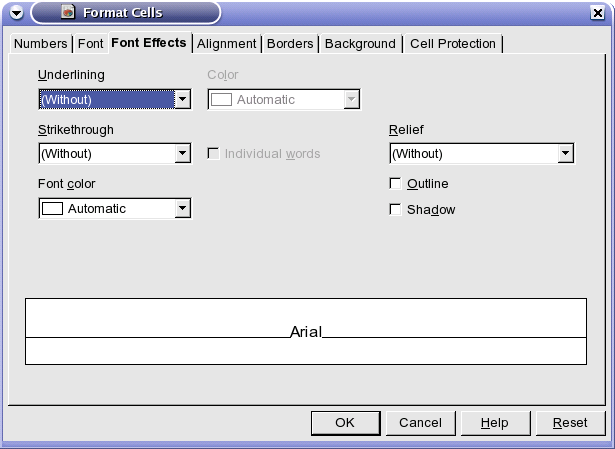 Format Cells
Numbers Font Font Effects Alignment Borders Background Cell Protection
Underlining Color
(Without) Automatic
Strikethrough Relief
(Without) Individual words (Without)
Font color Outline
Automatic Shadow
Arial
OK Cancel Help Reset